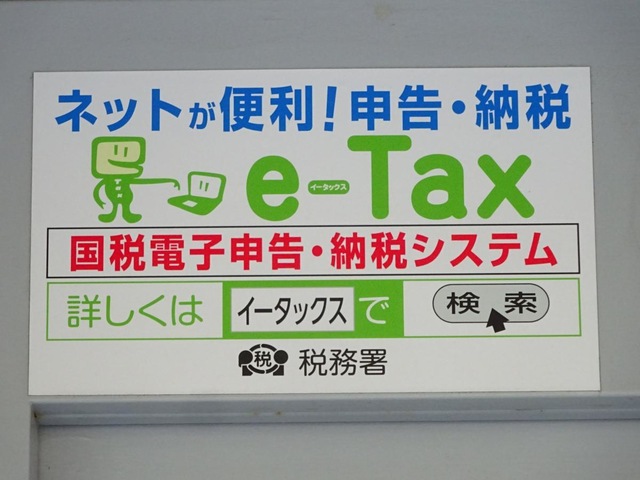 ネットが便利!申告・納税
e-Tax
イータックス
国税電子申告・納税システム
詳しくは イータックス で 検索
税 税務署